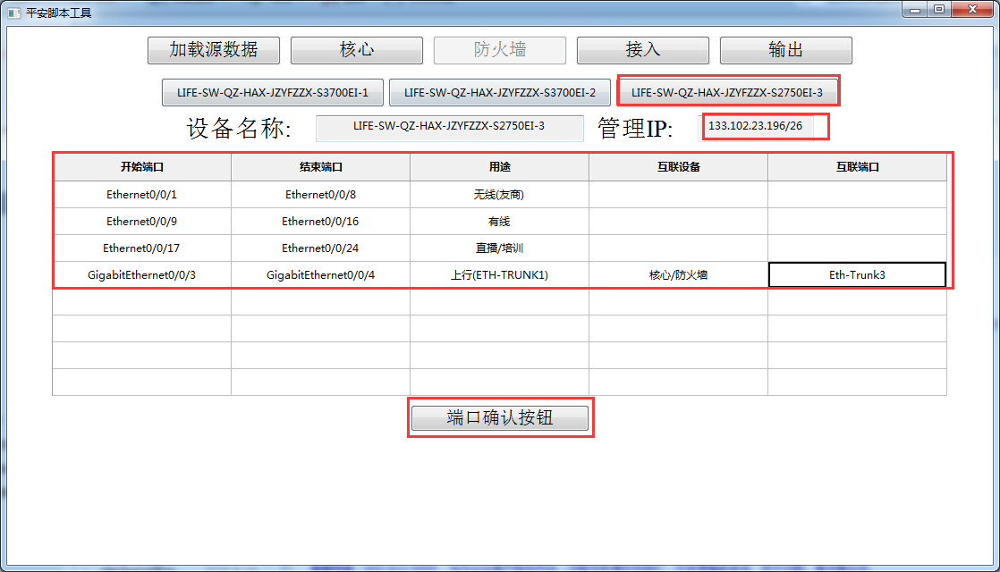 平安脚本工具
加载源数据 核心 防火墙 接入 输出
LIFE-SW-QZ-HAX-JZYFZZX-S3700EI-1 LIFE-SW-QZ-HAX-JZYFZZX-S3700EI-2 LIFE-SW-QZ-HAX-JZYFZZX-S2750EI-3
设备名称: LIFE-SW-QZ-HAX-JZYFZZX-S2750EI-3 管理IP: 133.102.23.196/26
开始端口 结束端口 用途 互联设备 互联端口
Ethernet0/0/1 Ethernet0/0/8 无线(友商)
Ethernet0/0/9 Ethernet0/0/16 有线
Ethernet0/0/17 Ethernet0/0/24 直播/培训
GigabitEthernet0/0/3 GigabitEthernet0/0/4 上行(ETH-TRUNK1) 核心/防火墙 Eth-Trunk3
端口确认按钮